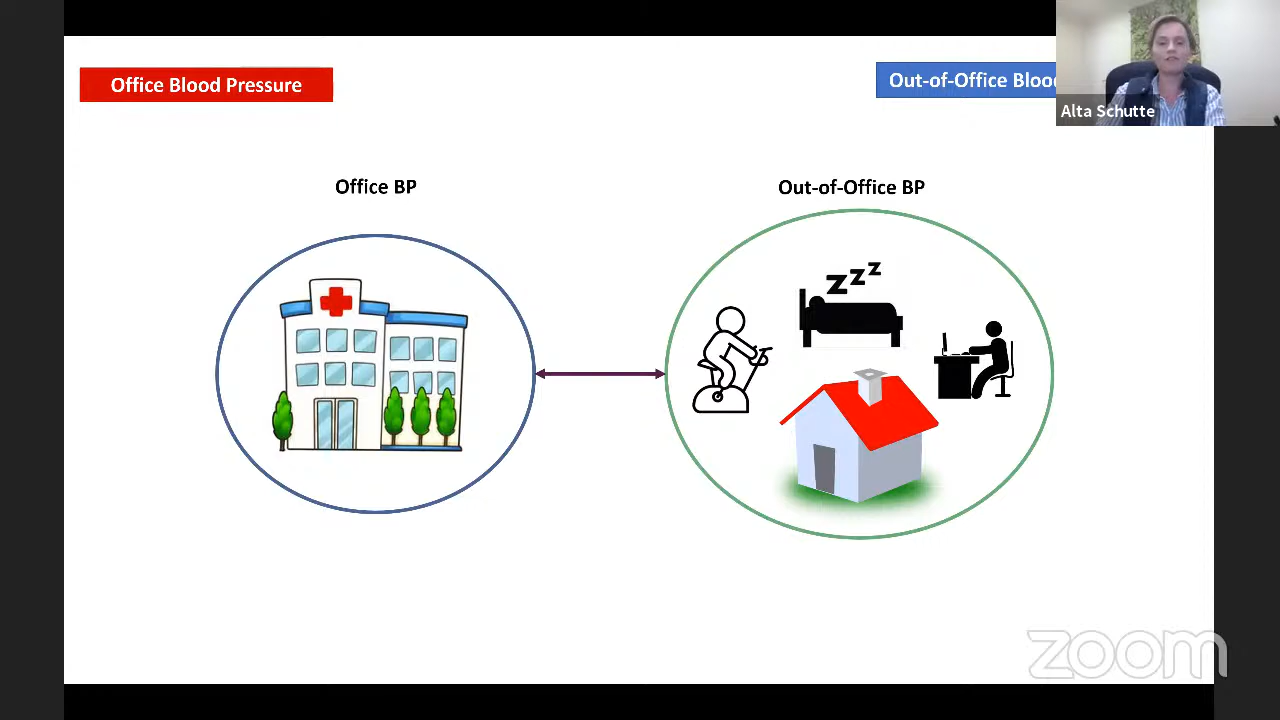 Office Blood Pressure
Out-of-Office Blood
Alta Schutte
Office BP
Out-of-Office BP
zzz
zoom